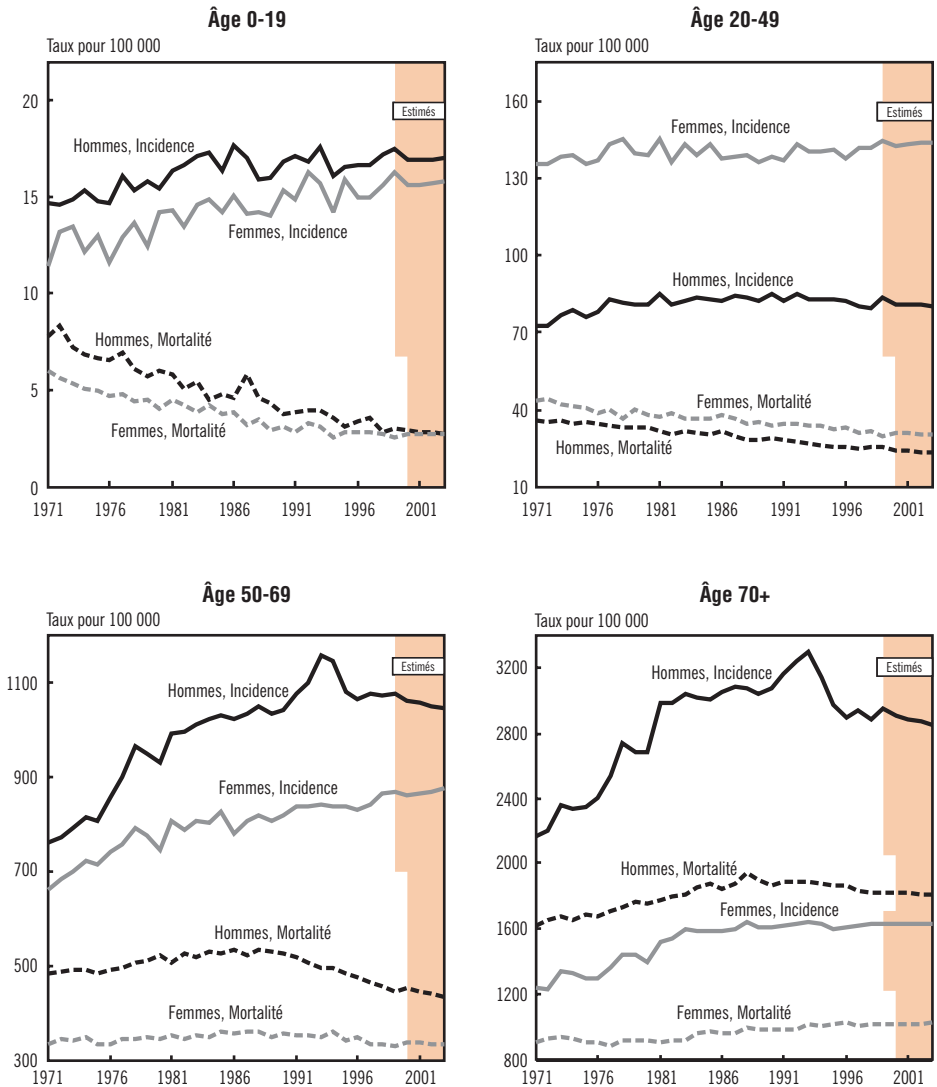 Âge 0-19
Taux pour 100 000
20
15
10
5
0
Estimés
Hommes, Incidence
Femmes, Incidence
Hommes, Mortalité
Femmes, Mortalité
1971 1976 1981 1986 1991 1996 2001
Âge 20-49
Taux pour 100 000
160
130
100
70
40
10
Estimés
Femmes, Incidence
Hommes, Incidence
Femmes, Mortalité
Hommes, Mortalité
1971 1976 1981 1986 1991 1996 2001
Âge 50-69
Taux pour 100 000
1100
900
700
500
300
Estimés
Hommes, Incidence
Femmes, Incidence
Hommes, Mortalité
Femmes, Mortalité
1971 1976 1981 1986 1991 1996 2001
Âge 70+
Taux pour 100 000
3200
2800
2400
2000
1600
1200
800
Estimés
Hommes, Incidence
Hommes, Mortalité
Femmes, Incidence
Femmes, Mortalité
1971 1976 1981 1986 1991 1996 2001